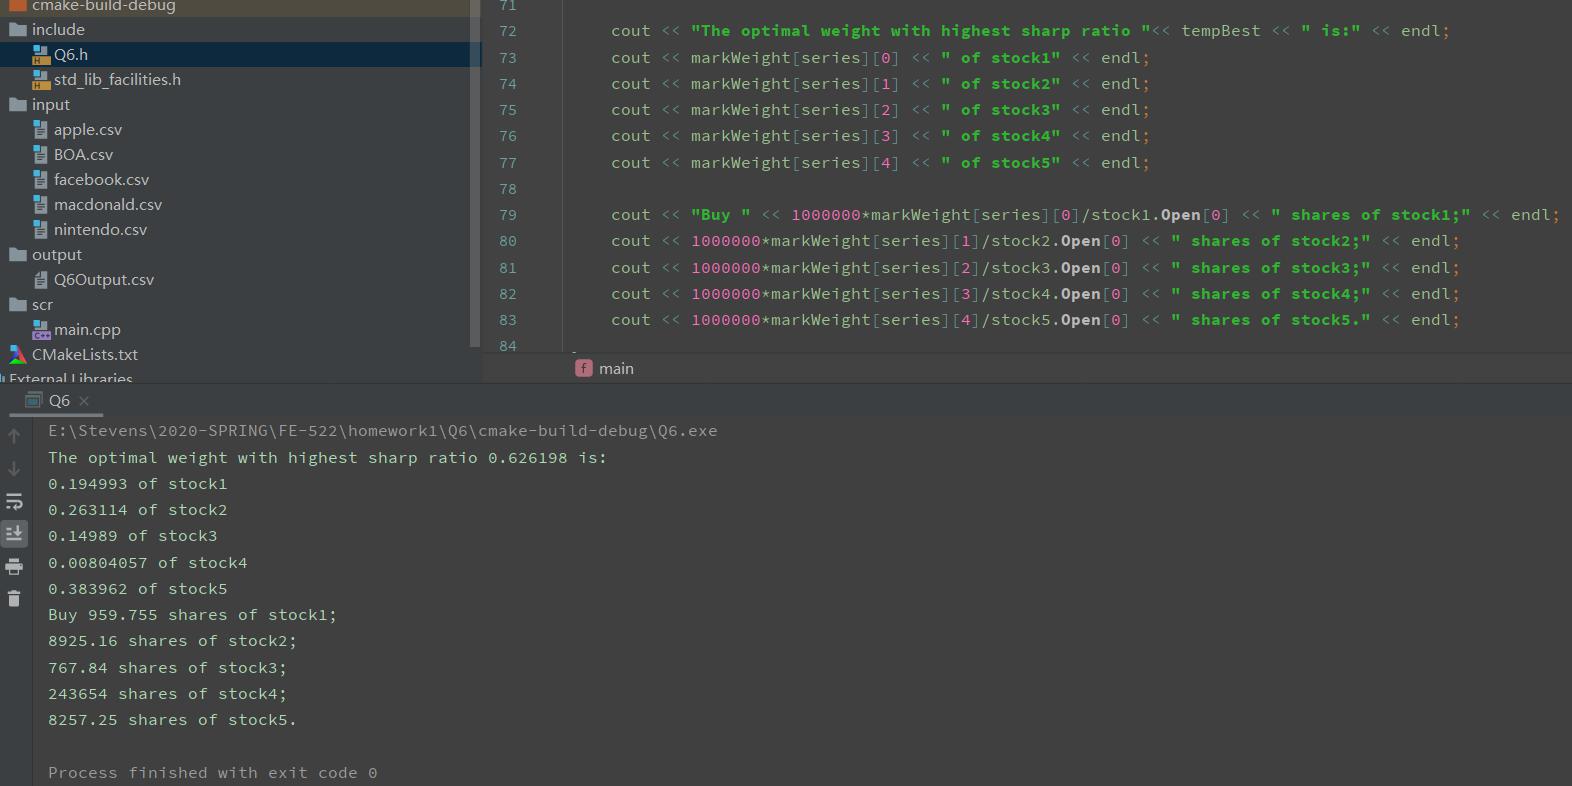 cmake-build-debug
include
Q6.h
std_lib_facilities.h
input
apple.csv
BOA.csv
facebook.csv
macdonald.csv
nintendo.csv
output
Q6Output.csv
scr
main.cpp
CMakeLists.txt
External Libraries
71
72 cout << "The optimal weight with highest sharp ratio "<< tempBest << " is:" << endl;
73 cout << markWeight[series][0] << " of stock1" << endl;
74 cout << markWeight[series][1] << " of stock2" << endl;
75 cout << markWeight[series][2] << " of stock3" << endl;
76 cout << markWeight[series][3] << " of stock4" << endl;
77 cout << markWeight[series][4] << " of stock5" << endl;
78
79 cout << "Buy " << 1000000*markWeight[series][0]/stock1.Open[0] << " shares of stock1;" << endl;
80 cout << 1000000*markWeight[series][1]/stock2.Open[0] << " shares of stock2;" << endl;
81 cout << 1000000*markWeight[series][2]/stock3.Open[0] << " shares of stock3;" << endl;
82 cout << 1000000*markWeight[series][3]/stock4.Open[0] << " shares of stock4;" << endl;
83 cout << 1000000*markWeight[series][4]/stock5.Open[0] << " shares of stock5." << endl;
84
f main
Q6 ×
E:\Stevens\2020-SPRING\FE-522\homework1\Q6\cmake-build-debug\Q6.exe
The optimal weight with highest sharp ratio 0.626198 is:
0.194993 of stock1
0.263114 of stock2
0.14989 of stock3
0.00804057 of stock4
0.383962 of stock5
Buy 959.755 shares of stock1;
8925.16 shares of stock2;
767.84 shares of stock3;
243654 shares of stock4;
8257.25 shares of stock5.
Process finished with exit code 0